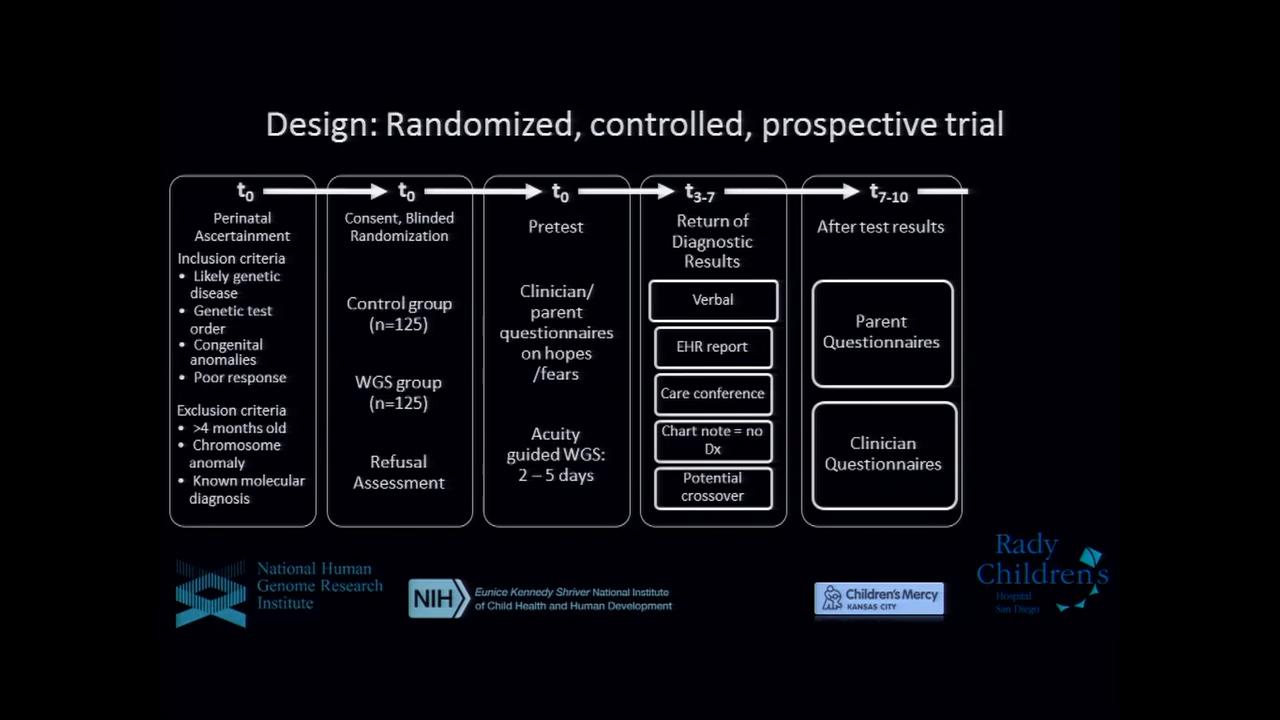 Design: Randomized, controlled, prospective trial
t0
Perinatal
Ascertainment
Inclusion criteria
• Likely genetic
disease
• Genetic test
order
• Congenital
anomalies
• Poor response
Exclusion criteria
• >4 months old
• Chromosome
anomaly
• Known molecular
diagnosis
t0
Consent, Blinded
Randomization
Control group
(n=125)
WGS group
(n=125)
Refusal
Assessment
t0
Pretest
Clinician/
parent
questionnaires
on hopes
/fears
Acuity
guided WGS:
2 – 5 days
t3-7
Return of
Diagnostic
Results
Verbal
EHR report
Care conference
Chart note = no
Dx
Potential
crossover
t7-10
After test results
Parent
Questionnaires
Clinician
Questionnaires
National Human
Genome Research
Institute
NIH
Eunice Kennedy Shriver National Institute
of Child Health and Human Development
Children's Mercy
KANSAS CITY
Rady
Children's
Hospital
San Diego